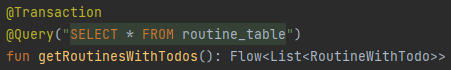 @Transaction
@Query("SELECT * FROM routine_table")
fun getRoutinesWithTodos(): Flow<List<RoutineWithTodo>>